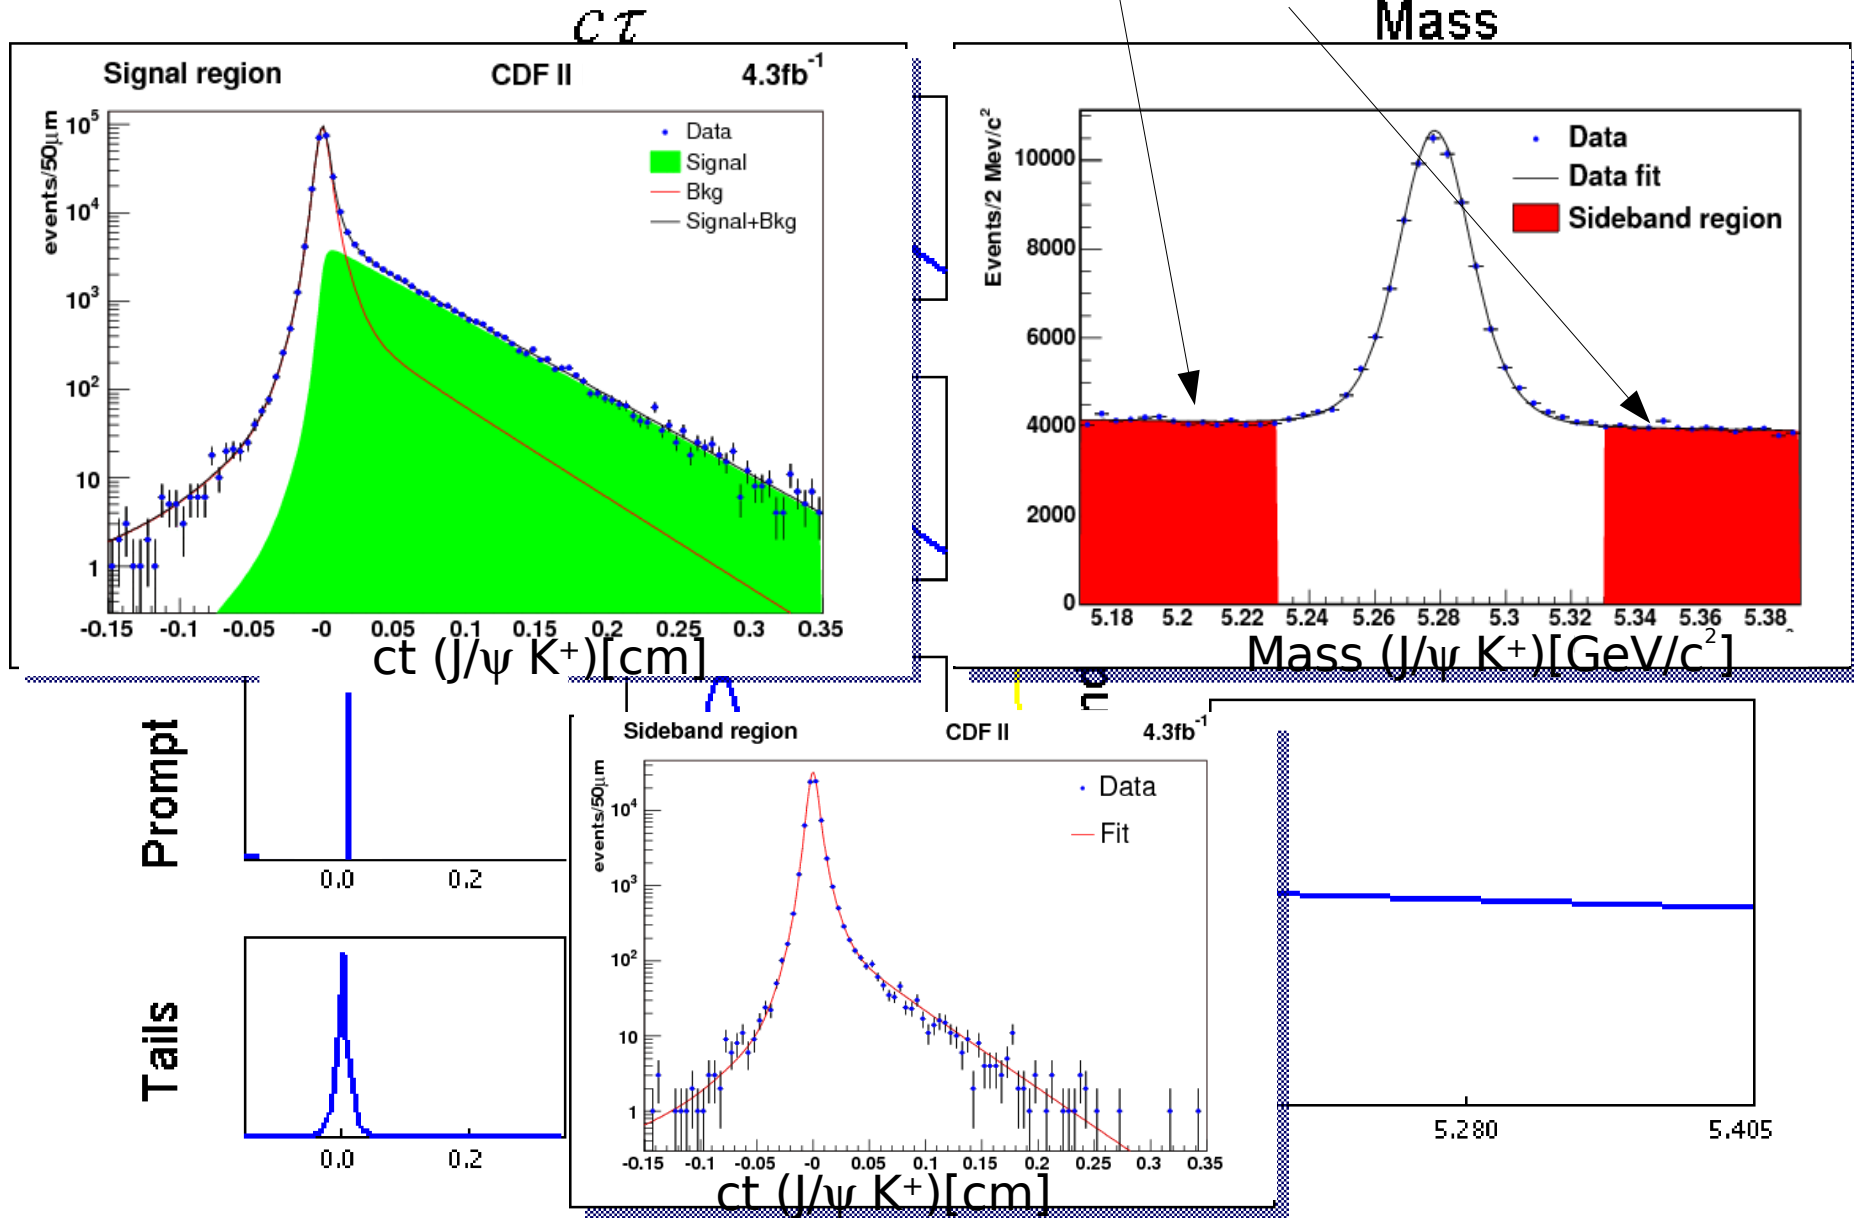 cτ
Mass
Signal region CDF II 4.3fb-1
events/50μm
10^5
10^4
10^3
10^2
10
1
Data
Signal
Bkg
Signal+Bkg
-0.15 -0.1 -0.05 -0 0.05 0.1 0.15 0.2 0.25 0.3 0.35
ct (J/ψ K+)[cm]
Events/2 Mev/c2
10000
8000
6000
4000
2000
0
Data
Data fit
Sideband region
5.18 5.2 5.22 5.24 5.26 5.28 5.3 5.32 5.34 5.36 5.38
Mass (J/ψ K+)[GeV/c2]
Prompt
0.0 0.2
Tails
0.0 0.2
Sideband region CDF II 4.3fb-1
events/50μm
10^4
10^3
10^2
10
1
Data
Fit
-0.15 -0.1 -0.05 -0 0.05 0.1 0.15 0.2 0.25 0.3 0.35
ct (J/ψ K+)[cm]
5.280 5.405